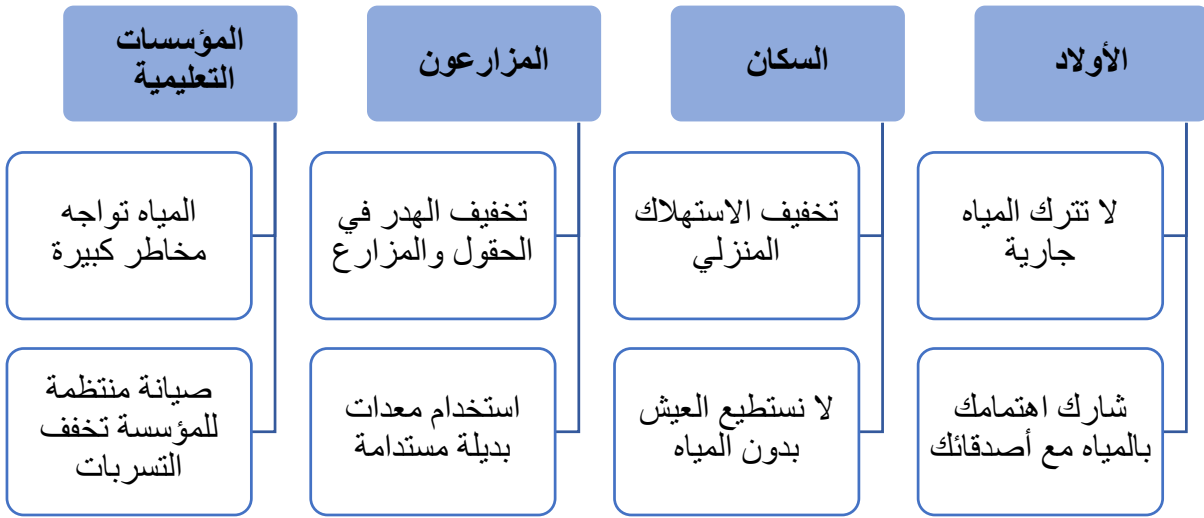 الأولاد
لا تترك المياه
جارية
شارك اهتمامك
بالمياه مع أصدقائك
السكان
تخفيف الاستهلاك
المنزلي
لا نستطيع العيش
بدون المياه
المزارعون
تخفيف الهدر في
الحقول والمزارع
استخدام معدات
بديلة مستدامة
المؤسسات
التعليمية
المياه تواجه
مخاطر كبيرة
صيانة منتظمة
للمؤسسة تخفف
التسربات